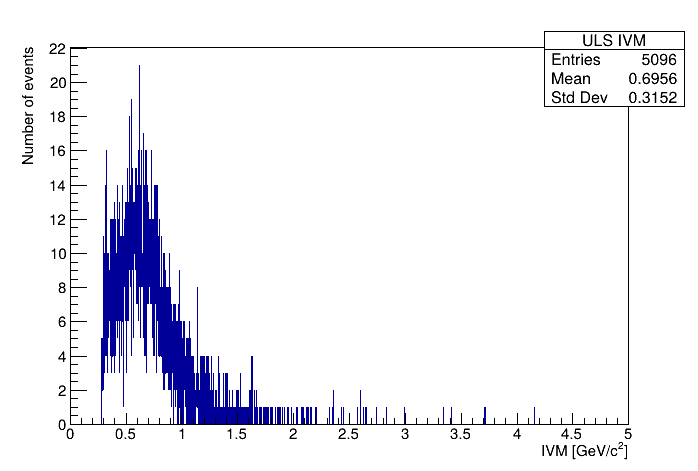 ULS IVM
Entries 5096
Mean 0.6956
Std Dev 0.3152
Number of events
22
20
18
16
14
12
10
8
6
4
2
0
0 0.5 1 1.5 2 2.5 3 3.5 4 4.5 5
IVM [GeV/c²]